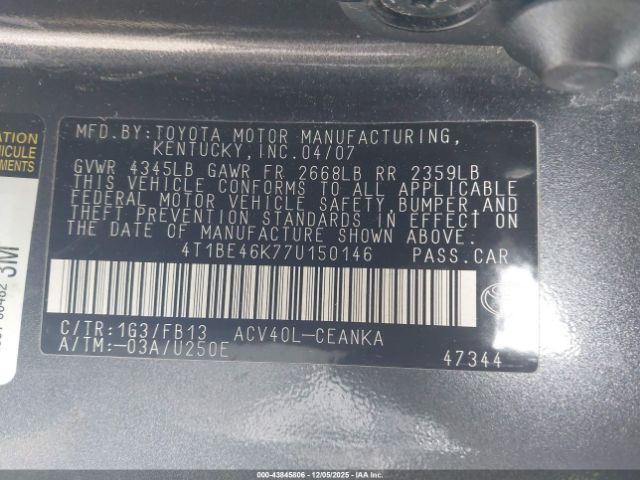 MFD.BY:TOYOTA MOTOR MANUFACTURING,
KENTUCKY,INC.04/07
GVWR 4345LB GAWR FR 2668LB RR 2359LB
THIS VEHICLE CONFORMS TO ALL APPLICABLE
FEDERAL MOTOR VEHICLE SAFETY,BUMPER AND
THEFT PREVENTION STANDARDS IN EFFECT ON
THE DATE OF MANUFACTURE SHOWN ABOVE.
4T1BE46K77U150146 PASS.CAR
C/TR:1G3/FB13 ACV40L-CEANKA
A/TM:-03A/U250E
47344
3M
000-43845806 - 12/05/2025 - IAAI.COM